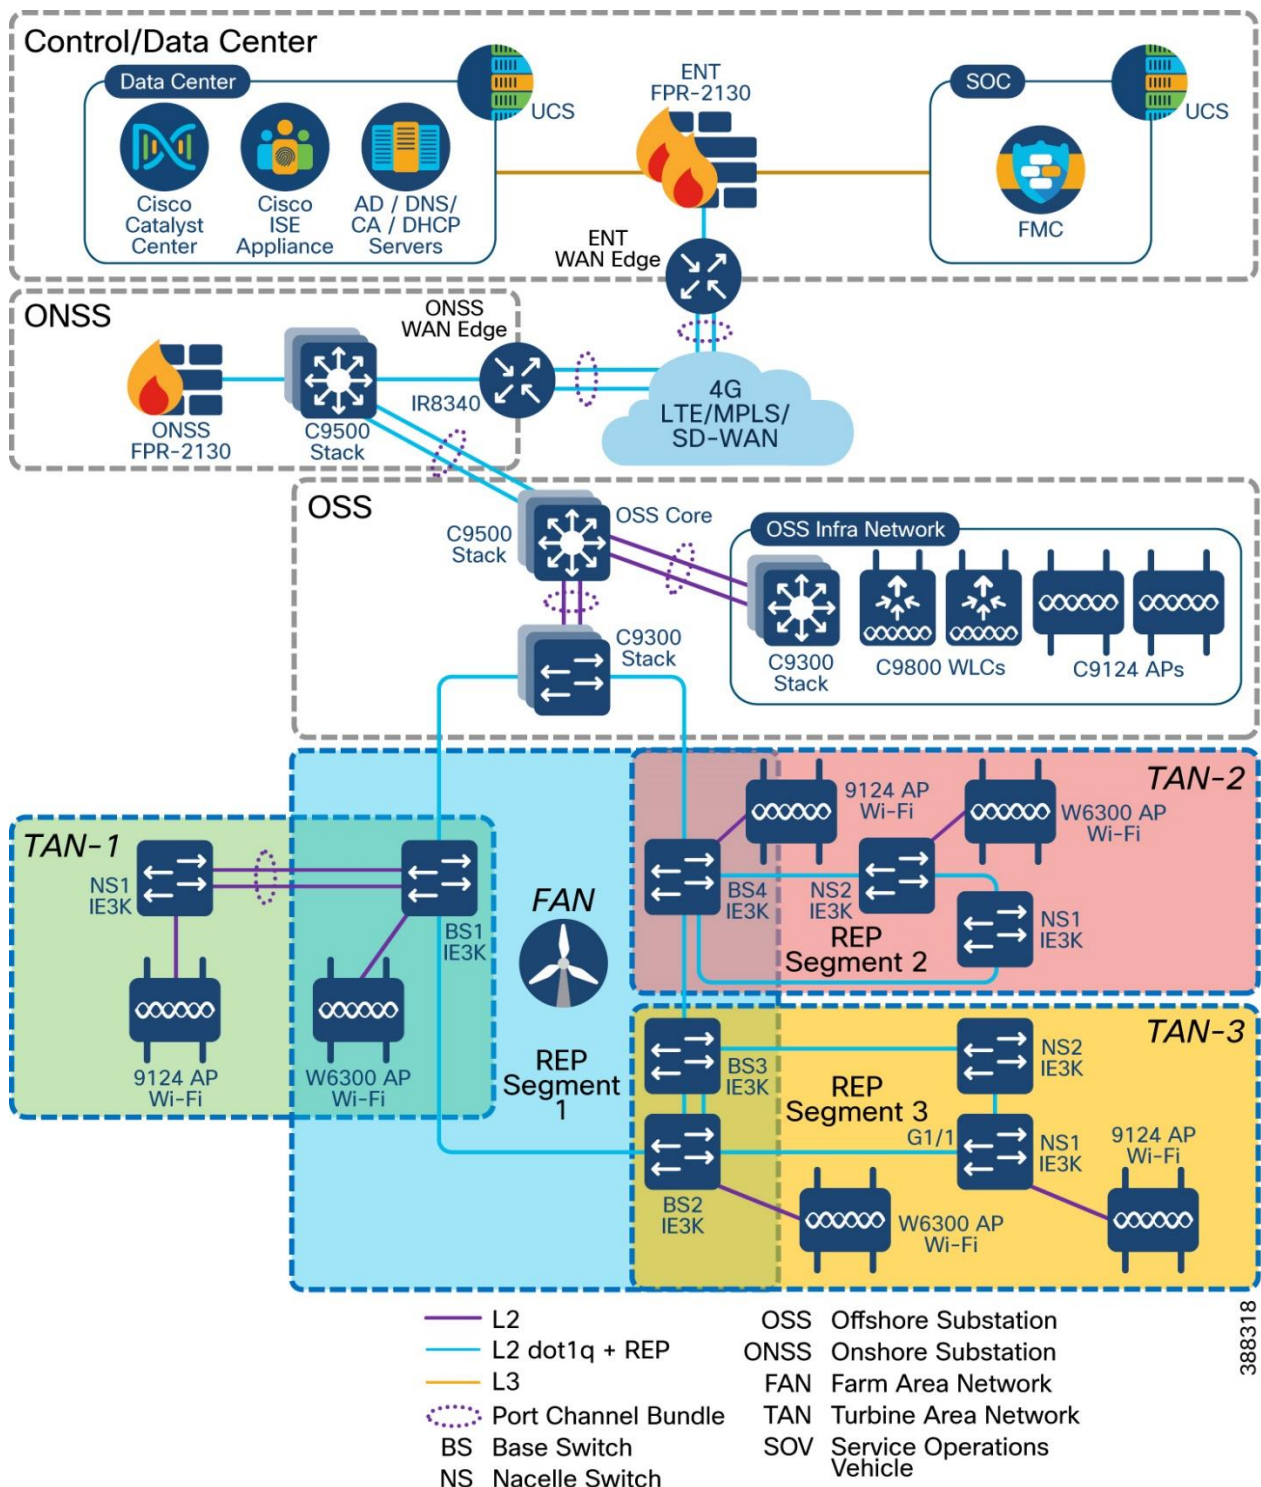 Control/Data Center
Data Center
UCS
ENT
FPR-2130
SOC
UCS
Cisco
Catalyst
Center
Cisco
ISE
Appliance
AD / DNS/
CA / DHCP
Servers
FMC
ENT
WAN Edge
ONSS
ONSS
WAN Edge
ONSS
FPR-2130
C9500
Stack
IR8340
4G
LTE/MPLS/
SD-WAN
OSS
C9500
Stack
OSS Core
OSS Infra Network
C9300
Stack
C9300
Stack
C9800 WLCs
C9124 APs
TAN-1
NS1
IE3K
BS1
IE3K
9124 AP
Wi-Fi
W6300 AP
Wi-Fi
FAN
REP
Segment
1
TAN-2
9124 AP
Wi-Fi
W6300 AP
Wi-Fi
BS4
IE3K
NS2
IE3K
NS1
IE3K
REP
Segment 2
TAN-3
BS3
IE3K
NS2
IE3K
REP
Segment 3
G1/1
NS1
IE3K
9124 AP
Wi-Fi
BS2
IE3K
W6300 AP
Wi-Fi
L2
L2 dot1q + REP
L3
Port Channel Bundle
BS Base Switch
NS Nacelle Switch
OSS Offshore Substation
ONSS Onshore Substation
FAN Farm Area Network
TAN Turbine Area Network
SOV Service Operations
Vehicle
388318